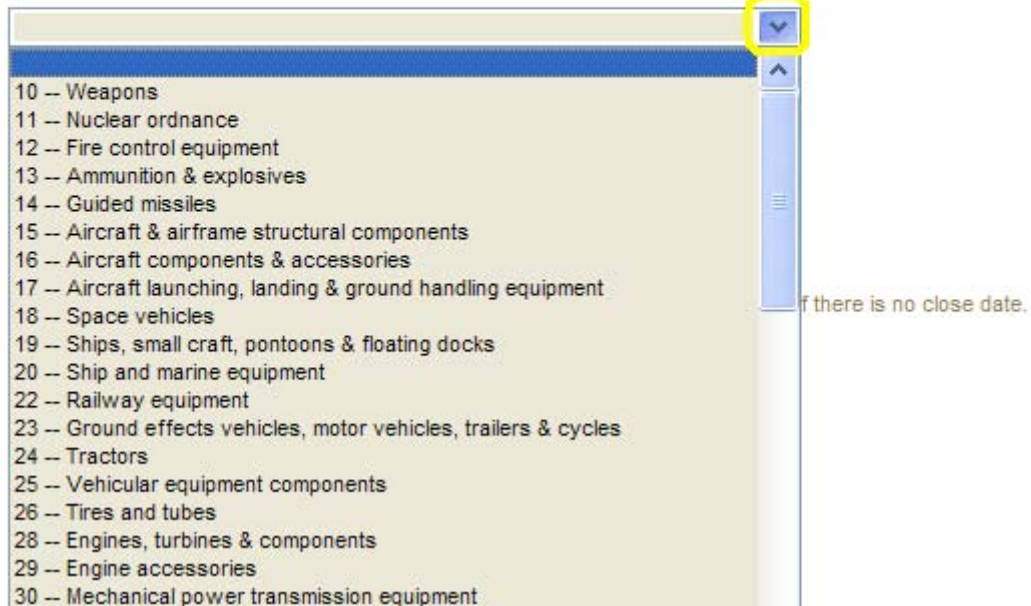 10 -- Weapons
11 -- Nuclear ordnance
12 -- Fire control equipment
13 -- Ammunition & explosives
14 -- Guided missiles
15 -- Aircraft & airframe structural components
16 -- Aircraft components & accessories
17 -- Aircraft launching, landing & ground handling equipment
f there is no close date.
18 -- Space vehicles
19 -- Ships, small craft, pontoons & floating docks
20 -- Ship and marine equipment
22 -- Railway equipment
23 -- Ground effects vehicles, motor vehicles, trailers & cycles
24 -- Tractors
25 -- Vehicular equipment components
26 -- Tires and tubes
28 -- Engines, turbines & components
29 -- Engine accessories
30 -- Mechanical power transmission equipment